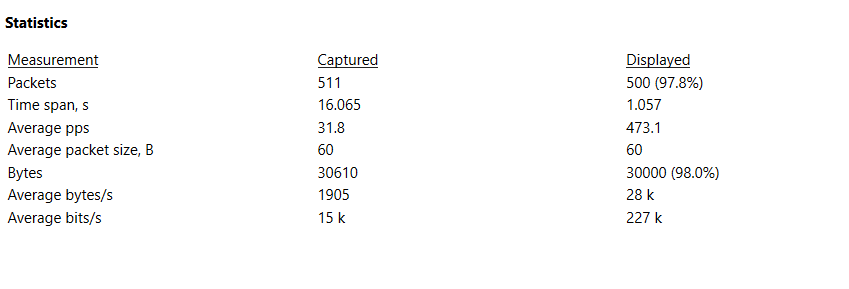 Statistics
Measurement Captured Displayed
Packets 511 500 (97.8%)
Time span, s 16.065 1.057
Average pps 31.8 473.1
Average packet size, B 60 60
Bytes 30610 30000 (98.0%)
Average bytes/s 1905 28 k
Average bits/s 15 k 227 k